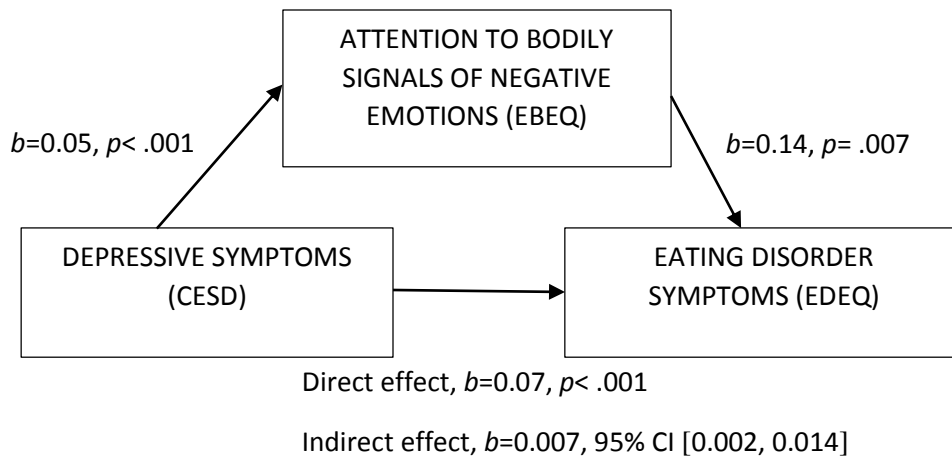 ATTENTION TO BODILY
SIGNALS OF NEGATIVE
EMOTIONS (EBEQ)
b=0.05, p< .001
b=0.14, p= .007
DEPRESSIVE SYMPTOMS
(CESD)
EATING DISORDER
SYMPTOMS (EDEQ)
Direct effect, b=0.07, p< .001
Indirect effect, b=0.007, 95% CI [0.002, 0.014]